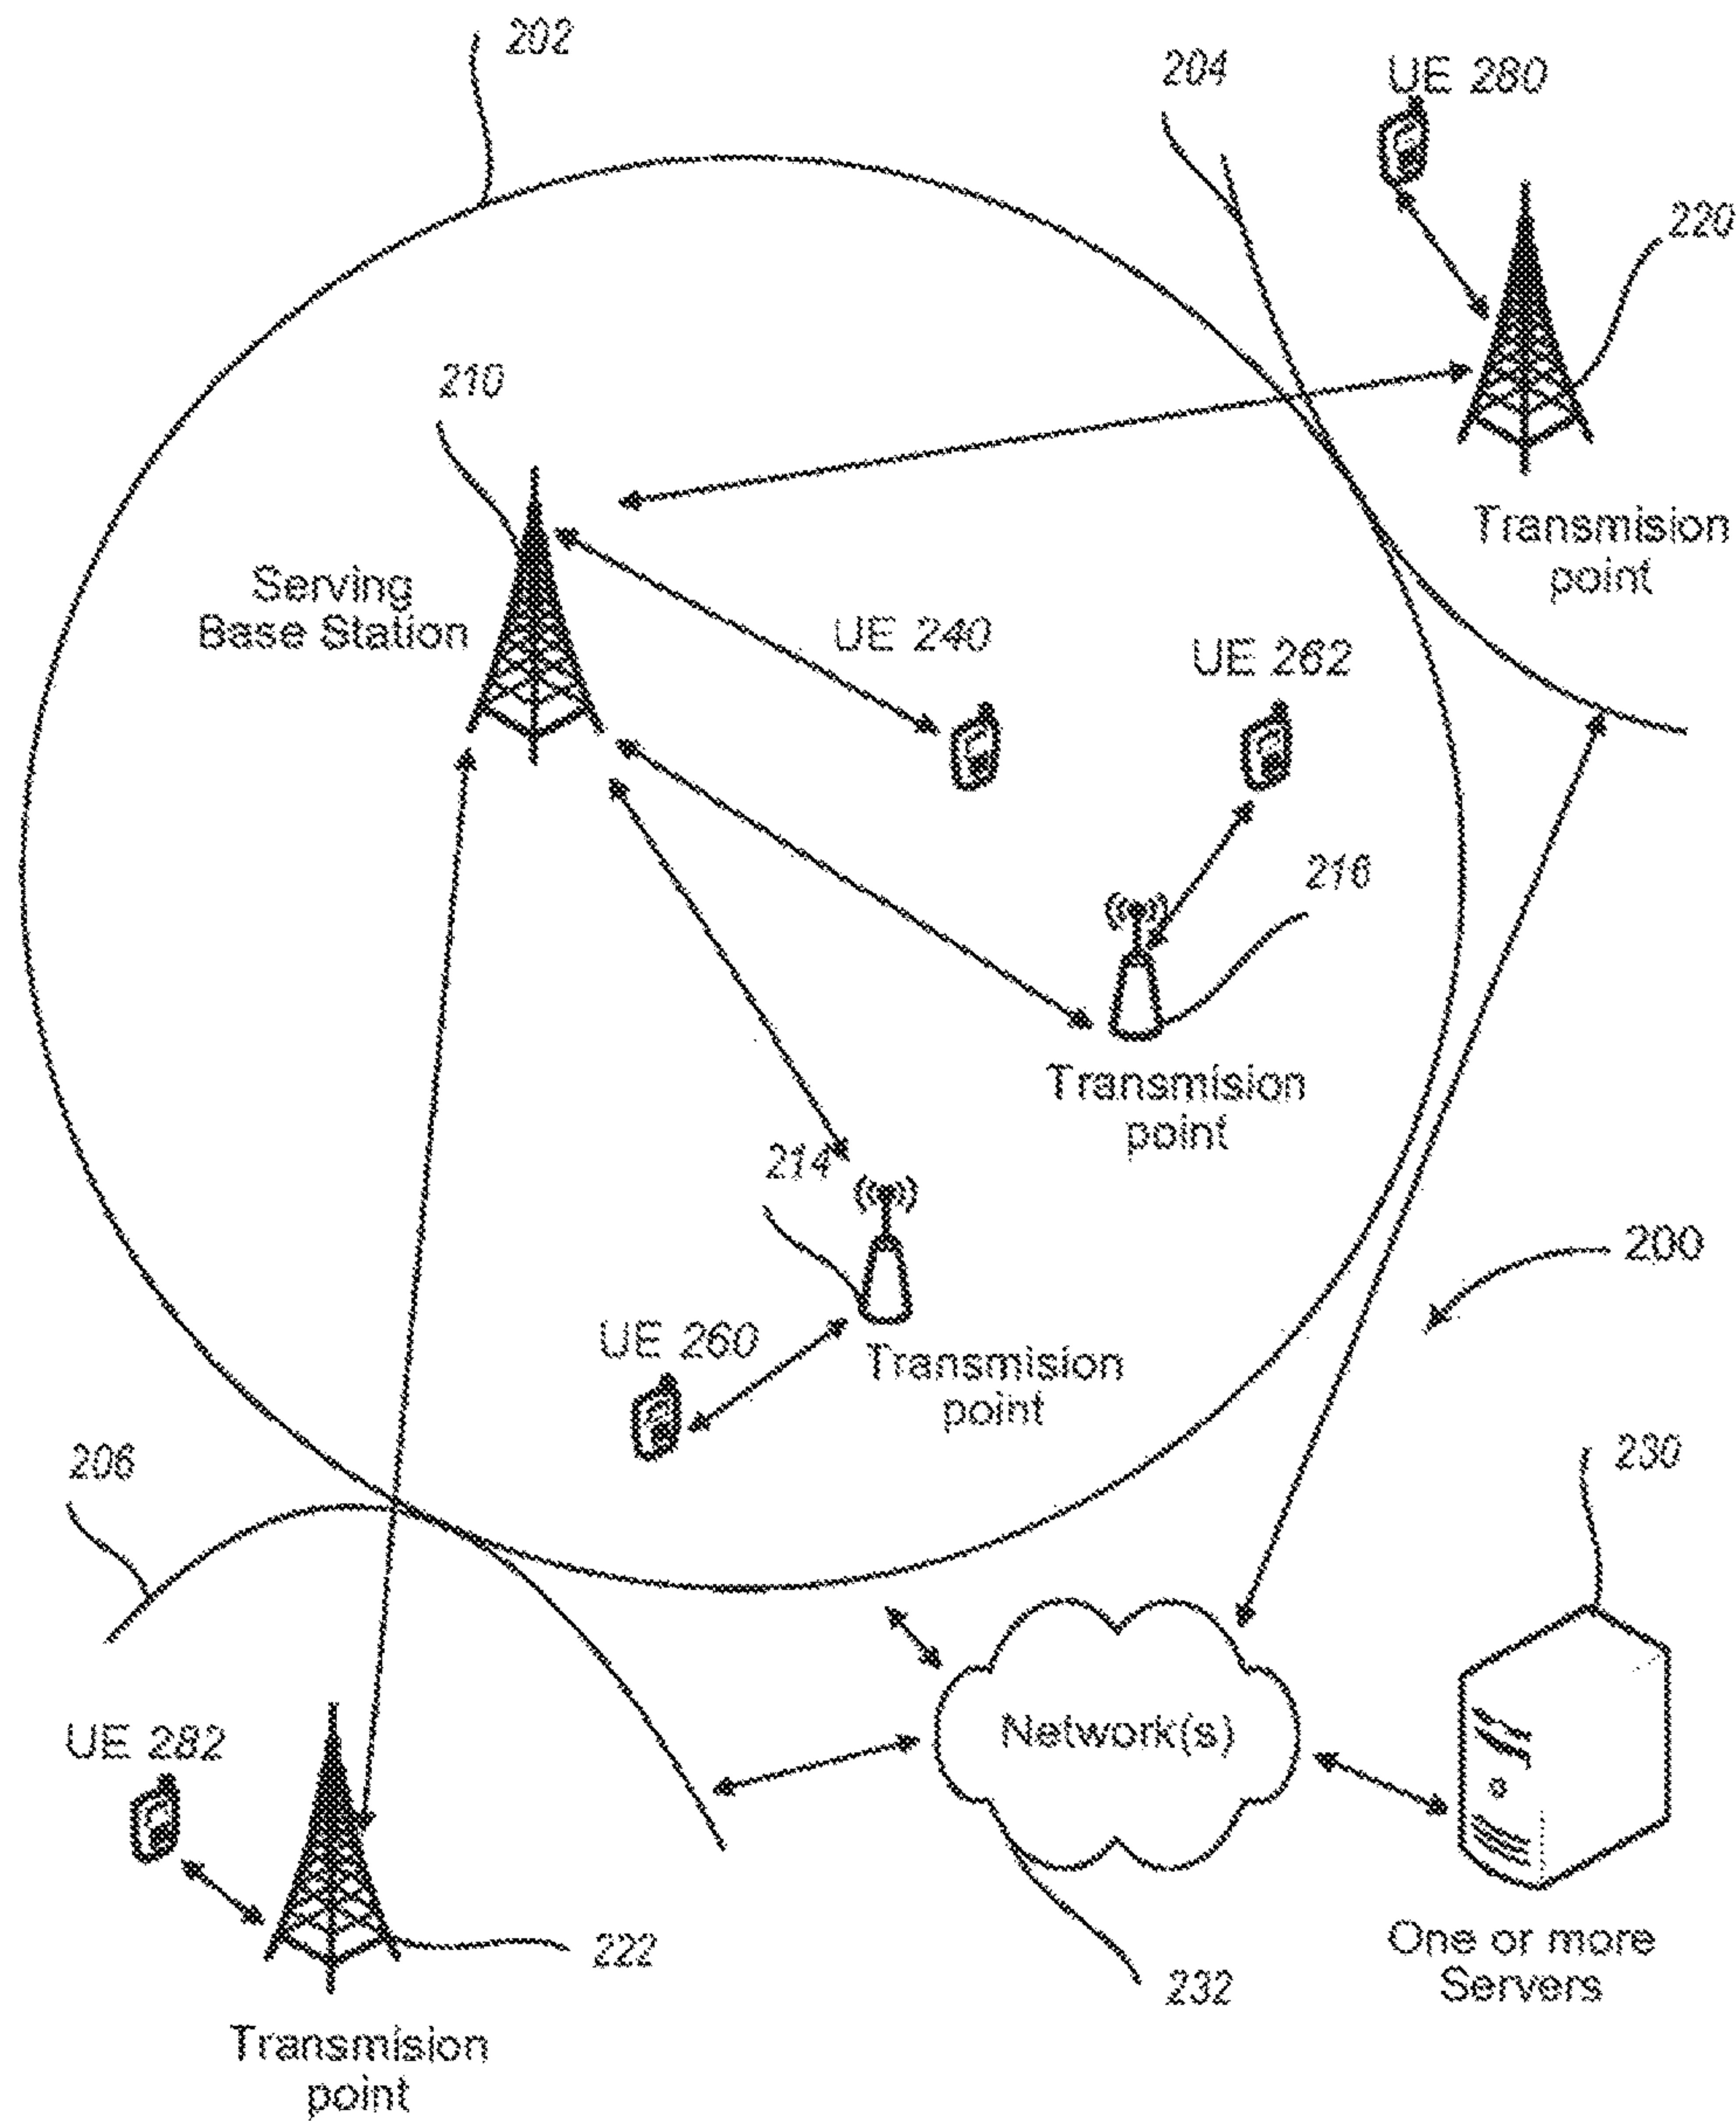 202
204
UE 280
220
210
Transmision
point
Serving
Base Station
UE 240
UE 262
216
Transmision
point
214
200
UE 260
Transmision
point
206
230
Network(s)
UE 282
222
232
One or more
Servers
Transmision
point